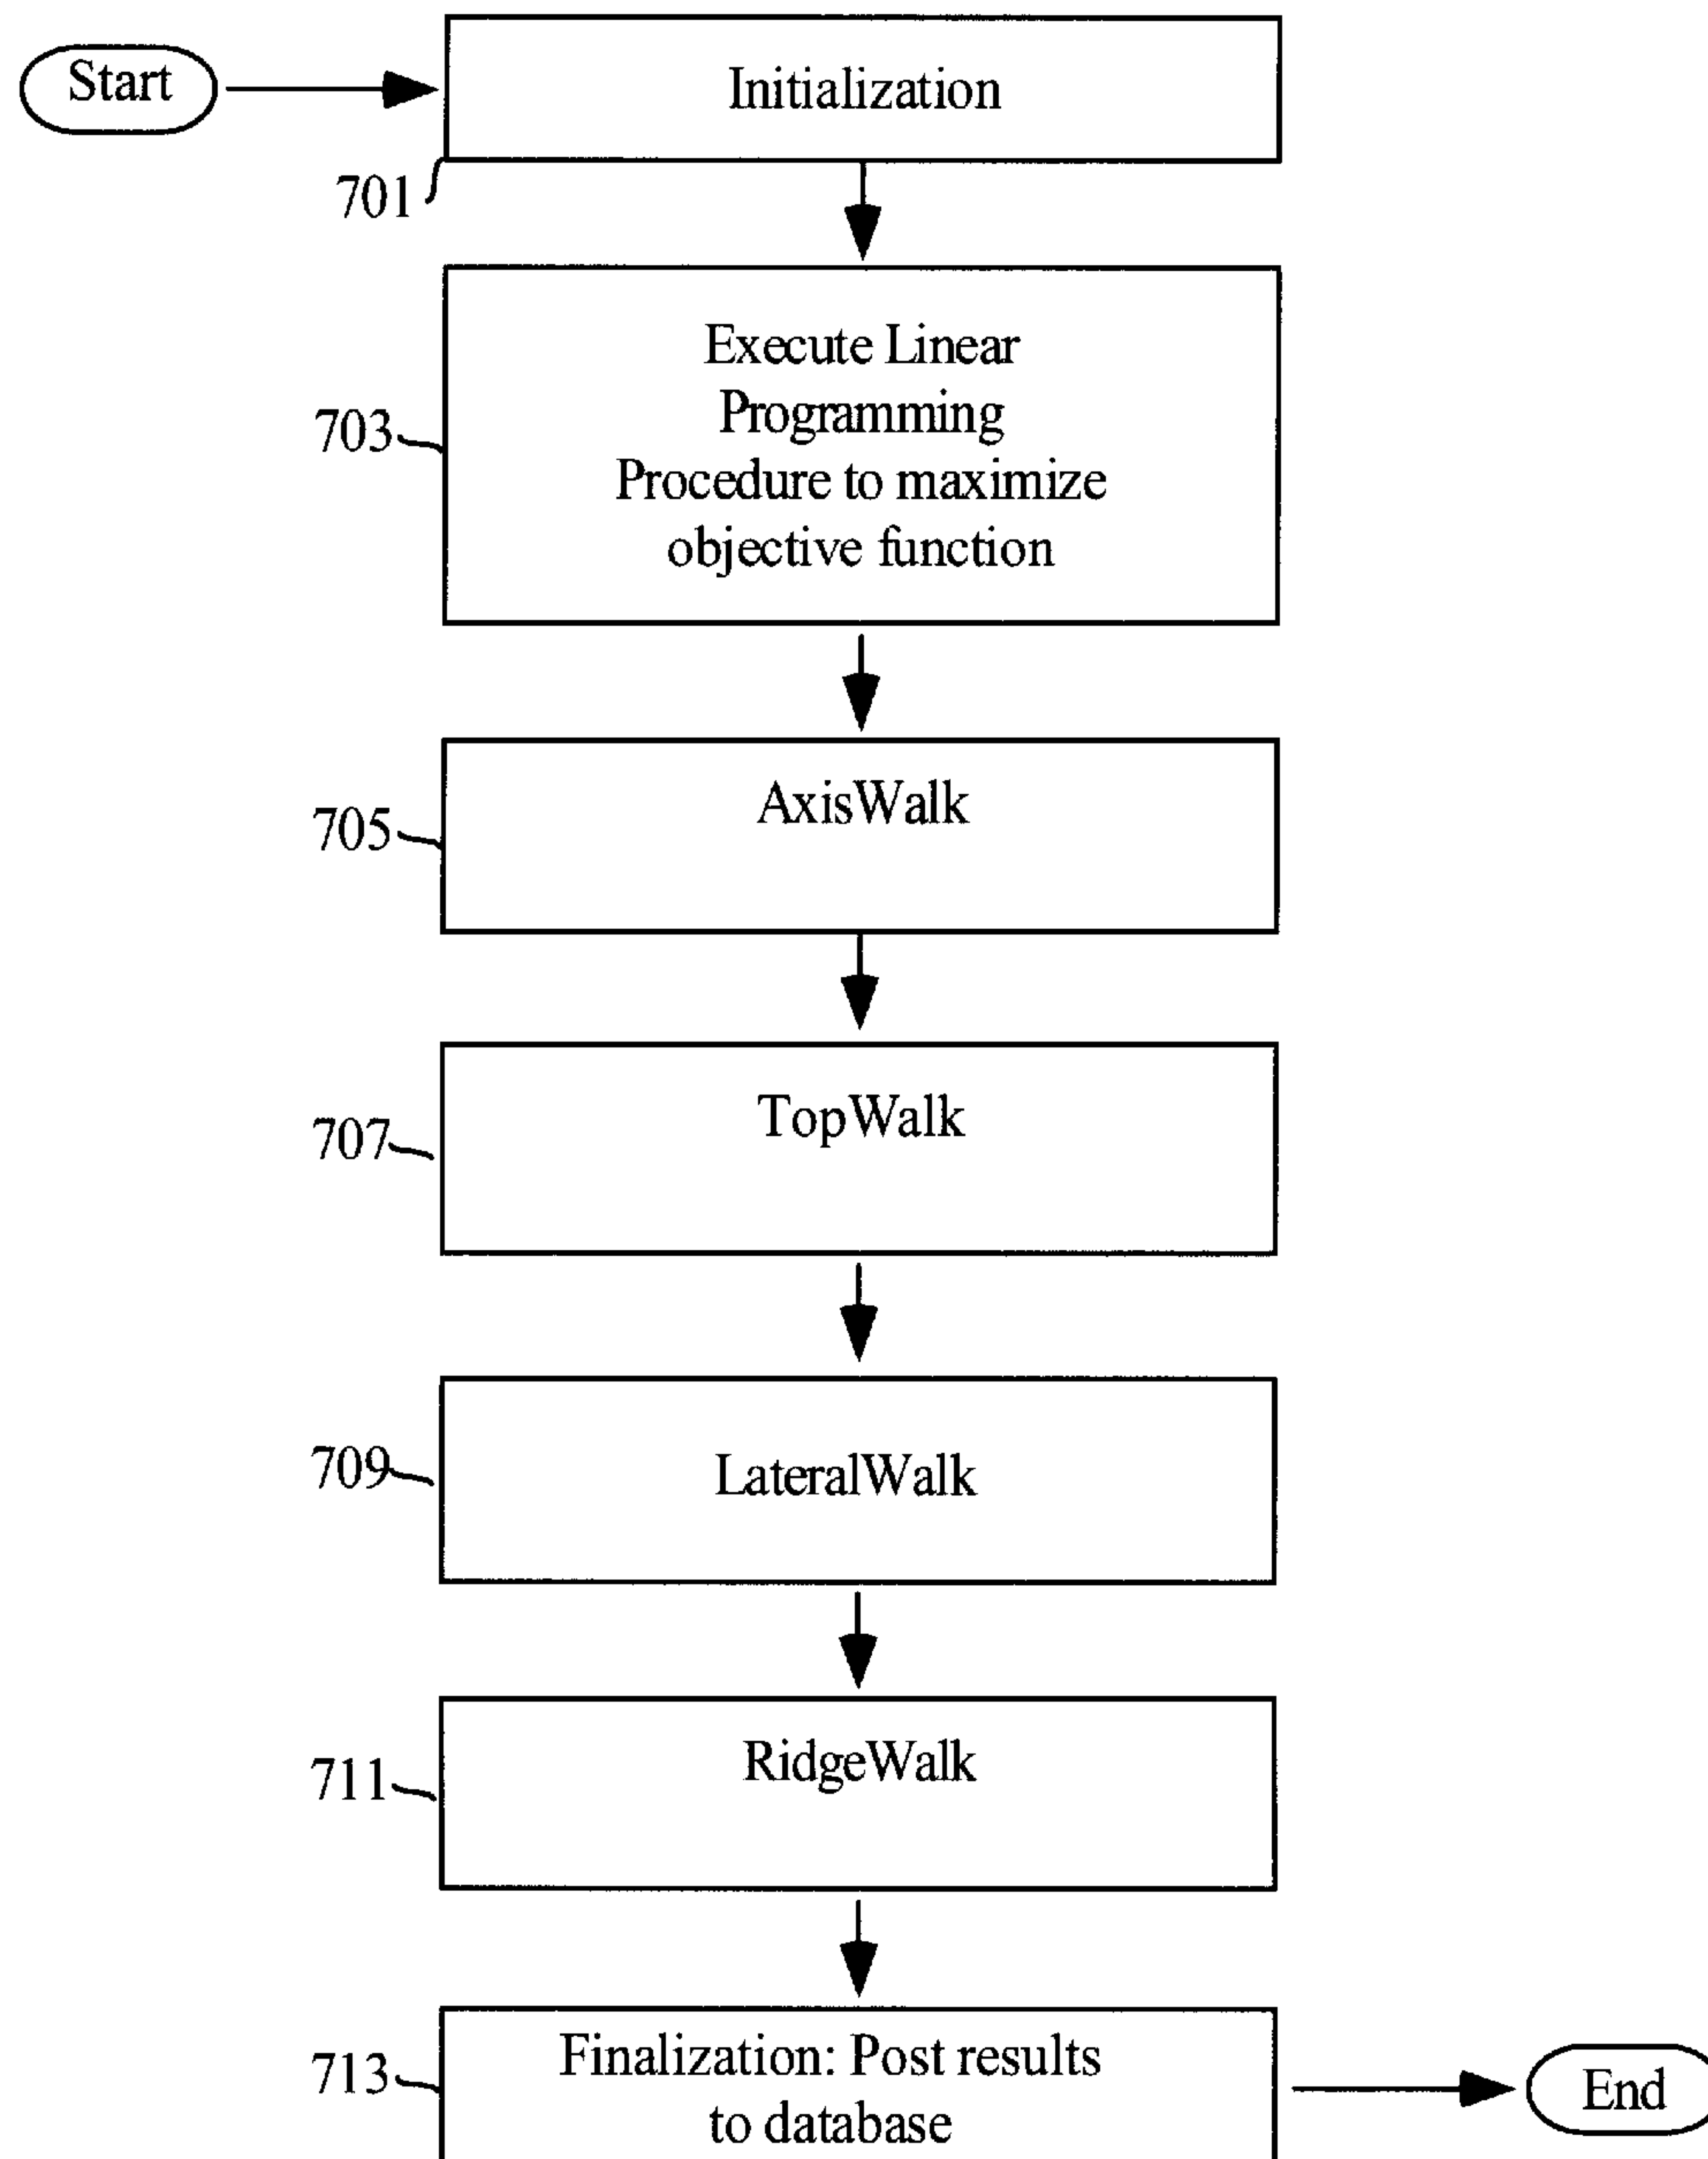 Start
Initialization
701
Execute Linear
Programming
Procedure to maximize
objective function
703
AxisWalk
705
TopWalk
707
LateralWalk
709
RidgeWalk
711
Finalization: Post results
to database
713
End